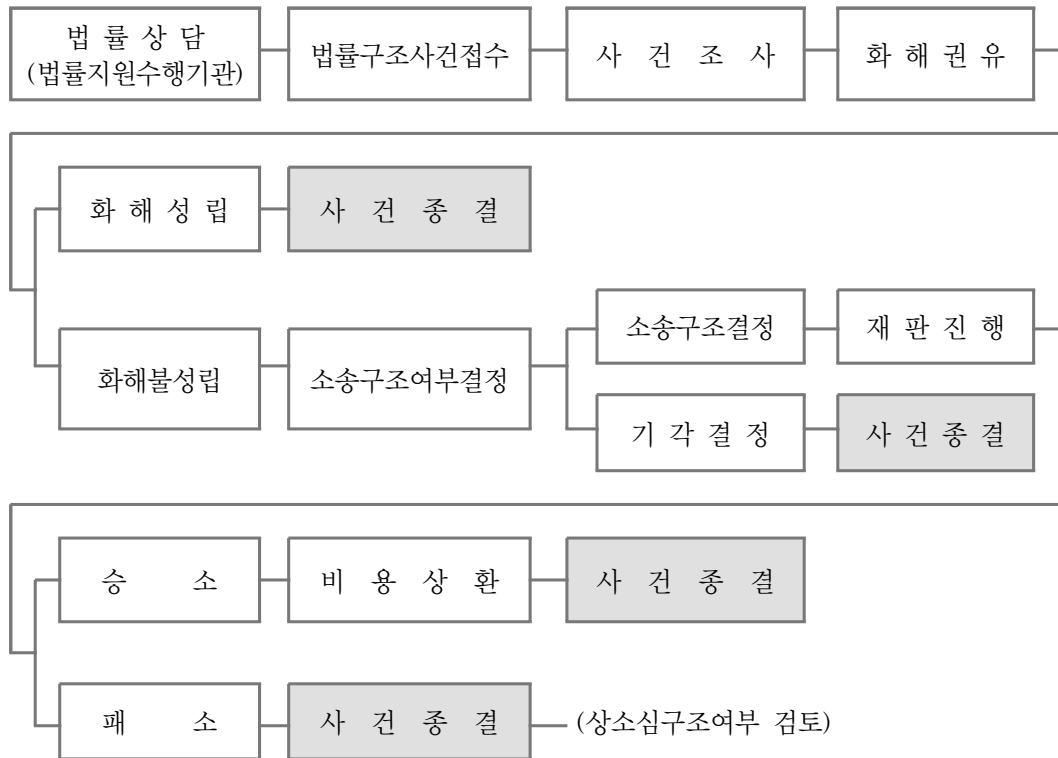 법 률 상 담
(법률지원수행기관)
법률구조사건접수
사 건 조 사
화 해 권 유
화 해 성 립
사 건 종 결
화해불성립
소송구조여부결정
소송구조결정
재 판 진 행
기 각 결 정
사 건 종 결
승 소
비 용 상 환
사 건 종 결
패 소
사 건 종 결
(상소심구조여부 검토)